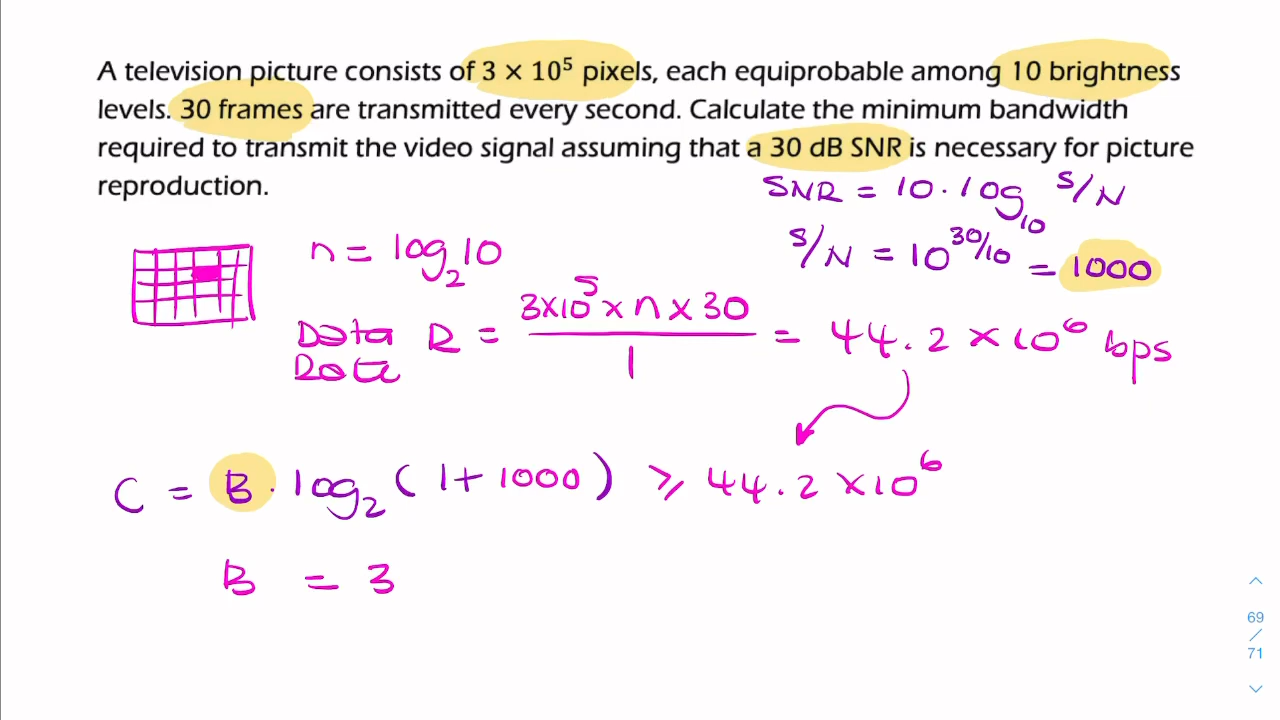 A television picture consists of 3 × 10⁵ pixels, each equiprobable among 10 brightness
levels. 30 frames are transmitted every second. Calculate the minimum bandwidth
required to transmit the video signal assuming that a 30 dB SNR is necessary for picture
reproduction.
SNR = 10 · log₁₀ S/N
S/N = 10^30/10 = 1000
n = log₂10
Data Rate R = 3×10⁵ × n × 30 / 1 = 44.2 × 10⁶ bps
C = B · log₂ ( 1 + 1000 ) ⩾ 44.2 × 10⁶
B = 3
69
/
71